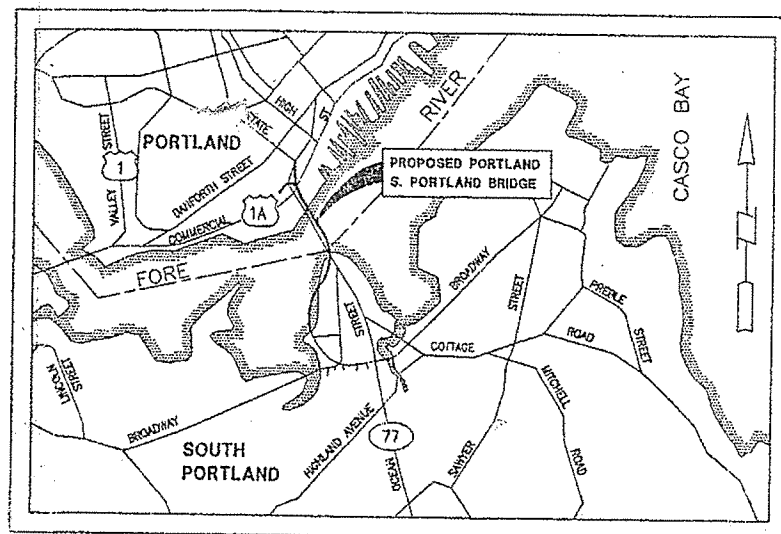 PORTLAND
STREET
VALLEY
1
STATE
HIGH
ST.
DANFORTH STREET
COMMERCIAL
1A
RIVER
FORE
CASCO BAY
PROPOSED PORTLAND
S. PORTLAND BRIDGE
BROADWAY
STREET
STREET
PREBLE
STREET
COTTAGE
ROAD
MITCHELL
ROAD
SAWYER
LINCOLN
STREET
BROADWAY
SOUTH
PORTLAND
HIGHLAND AVENUE
77
OCEAN